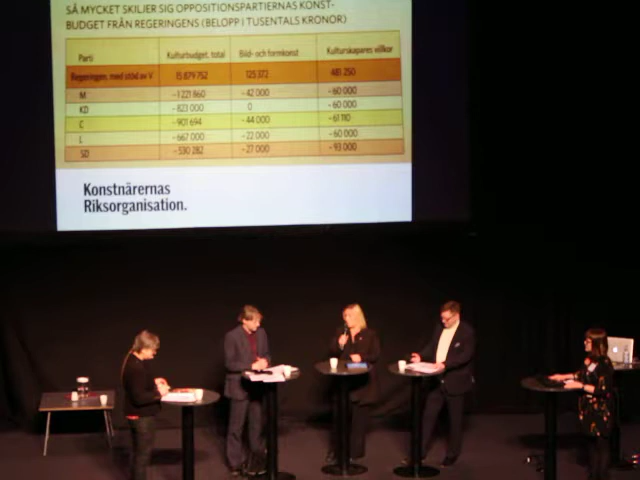 SÅ MYCKET SKILJER SIG OPPOSITIONSPARTIERNAS KONST-
BUDGET FRÅN REGERINGENS (BELOPP I TUSENTALS KRONOR)
Parti Kulturbudget, total Bild- och formkonst Kulturskapares villkor
Regeringen, med stöd av V 15 879 752 125 372 481 250
M -1 221 860 -42 000 -60 000
KD -823 000 0 -60 000
C -901 694 -44 000 -61 110
L -667 000 -22 000 -60 000
SD -530 282 -27 000 -93 000
Konstnärernas
Riksorganisation.